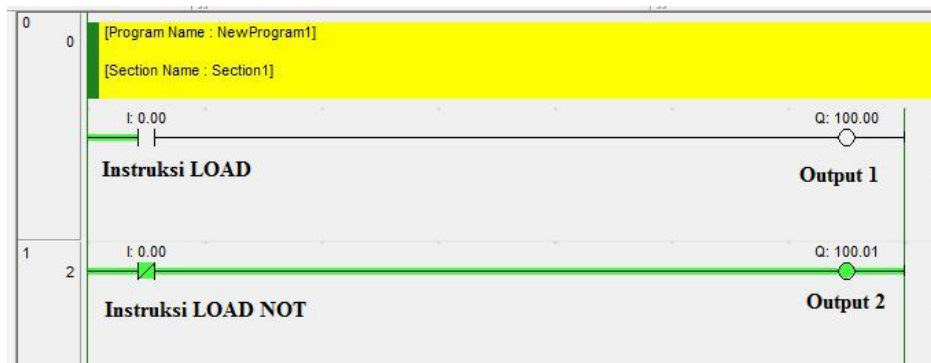 0
0
[Program Name : NewProgram1]
[Section Name : Section1]
I: 0.00
Q: 100.00
Instruksi LOAD
Output 1
1
2
I: 0.00
Q: 100.01
Instruksi LOAD NOT
Output 2